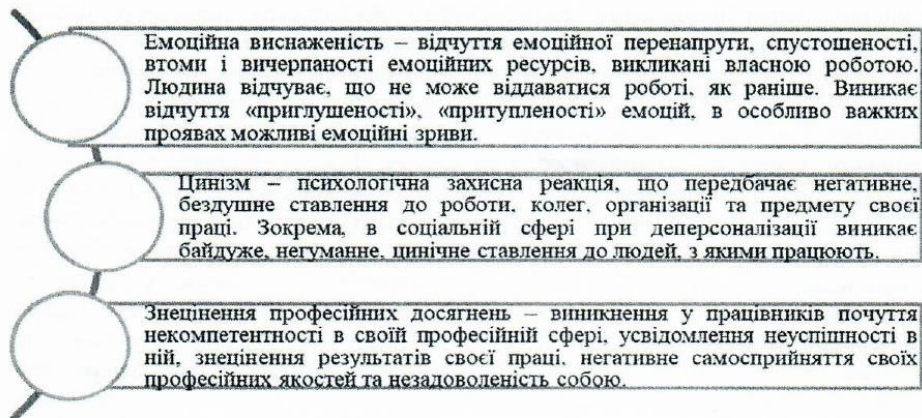 Емоційна виснаженість – відчуття емоційної перенапруги, спустошеності,
втоми і вичерпаності емоційних ресурсів, викликані власною роботою.
Людина відчуває, що не може віддаватися роботі, як раніше. Виникає
відчуття «приглушеності», «притупленості» емоцій, в особливо важких
проявах можливі емоційні зриви.
Цинізм – психологічна захисна реакція, що передбачає негативне,
бездушне ставлення до роботи, колег, організації та предмету своєї
праці. Зокрема, в соціальній сфері при деперсоналізації виникає
байдуже, негуманне, цинічне ставлення до людей, з якими працюють.
Знецінення професійних досягнень – виникнення у працівників почуття
некомпетентності в своїй професійній сфері, усвідомлення неуспішності в
ній, знецінення результатів своєї праці, негативне самосприйняття своїх
професійних якостей та незадоволеність собою.